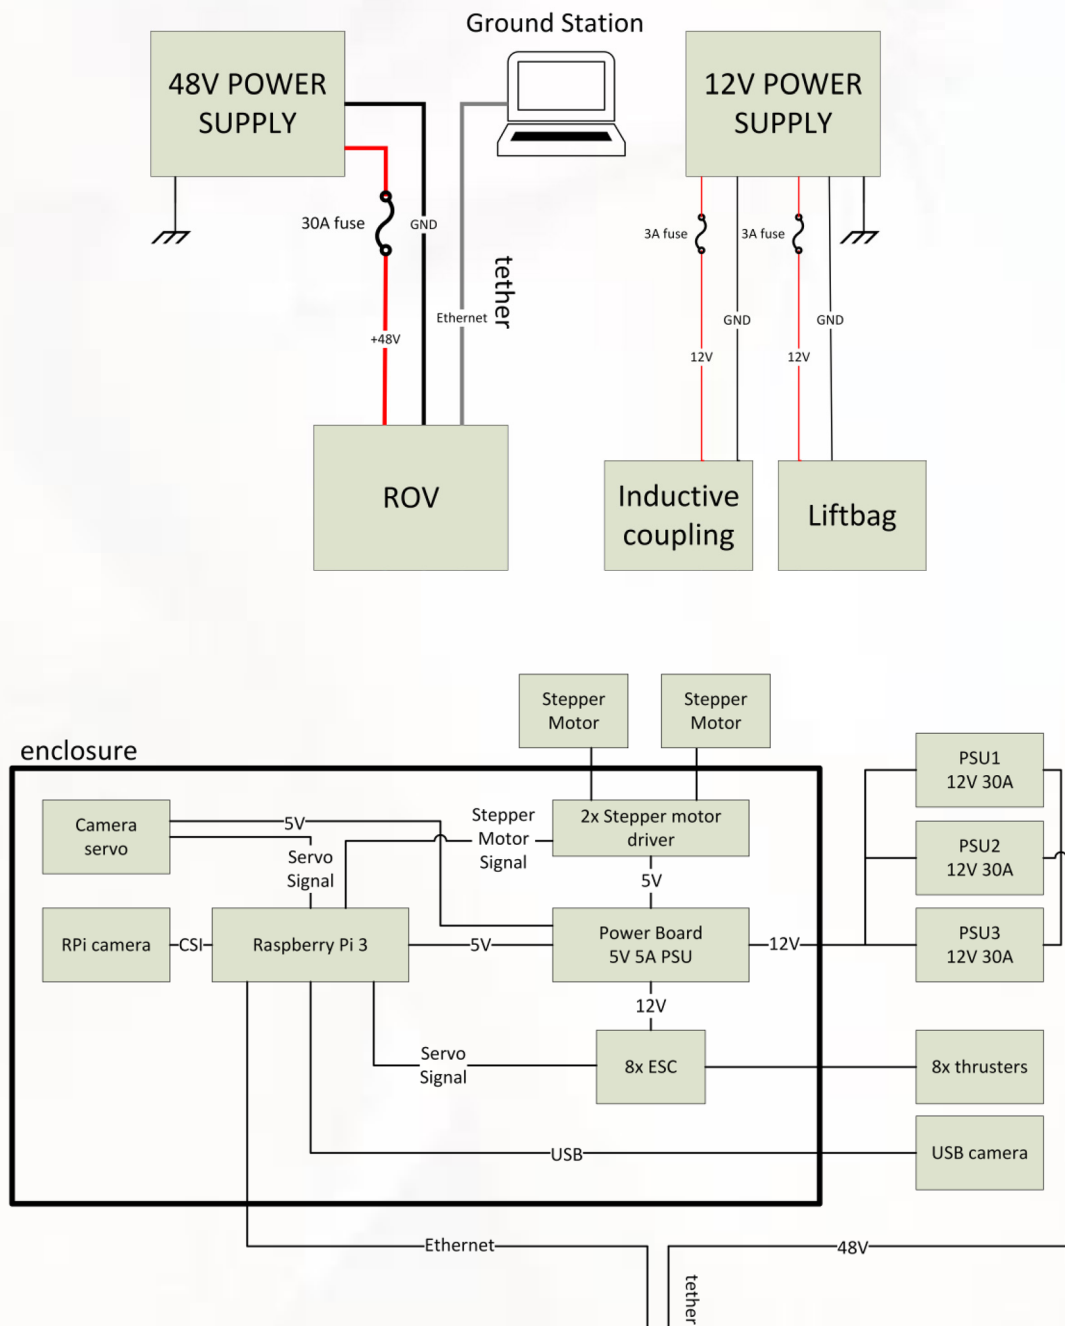 Ground Station
48V POWER
SUPPLY
12V POWER
SUPPLY
30A fuse
GND
3A fuse
3A fuse
tether
Ethernet
GND
GND
+48V
12V
12V
ROV
Inductive
coupling
Liftbag
Stepper
Motor
Stepper
Motor
enclosure
PSU1
12V 30A
Camera
servo
5V
Stepper
Motor
Signal
2x Stepper motor
driver
Servo
Signal
PSU2
12V 30A
5V
RPi camera
CSI
Raspberry Pi 3
5V
Power Board
5V 5A PSU
12V
PSU3
12V 30A
12V
Servo
Signal
8x ESC
8x thrusters
USB
USB camera
Ethernet
48V
tether